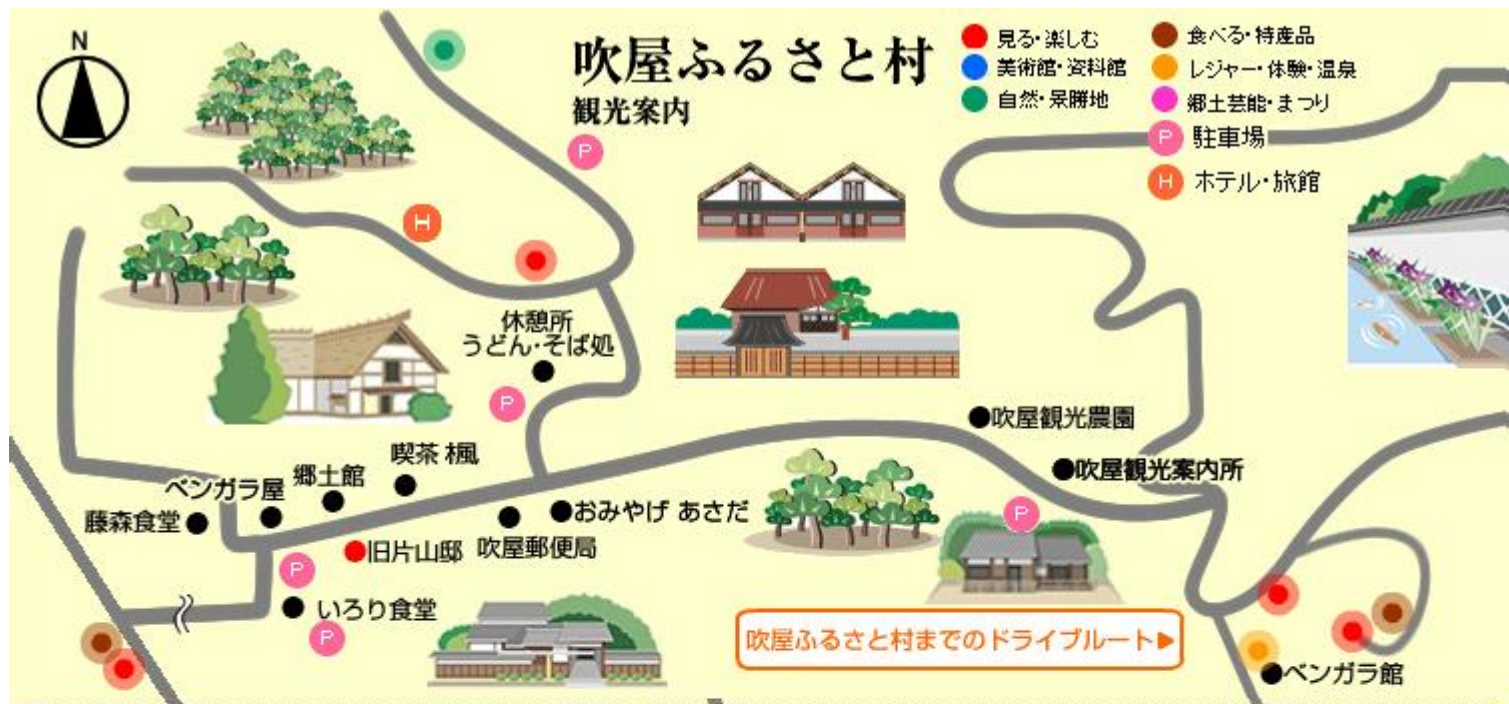 N
吹屋ふるさと村
観光案内
見る・楽しむ
美術館・資料館
自然・景勝地
食べる・特産品
レジャー・体験・温泉
郷土芸能・まつり
P 駐車場
H ホテル・旅館
P
H
休憩所
うどん・そば処
P
吹屋観光農園
喫茶 楓
郷土館
ベンガラ屋
藤森食堂
吹屋観光案内所
おみやげ あさだ
吹屋郵便局
旧片山邸
P
P
いろり食堂
P
吹屋ふるさと村までのドライブルート▶
ベンガラ館